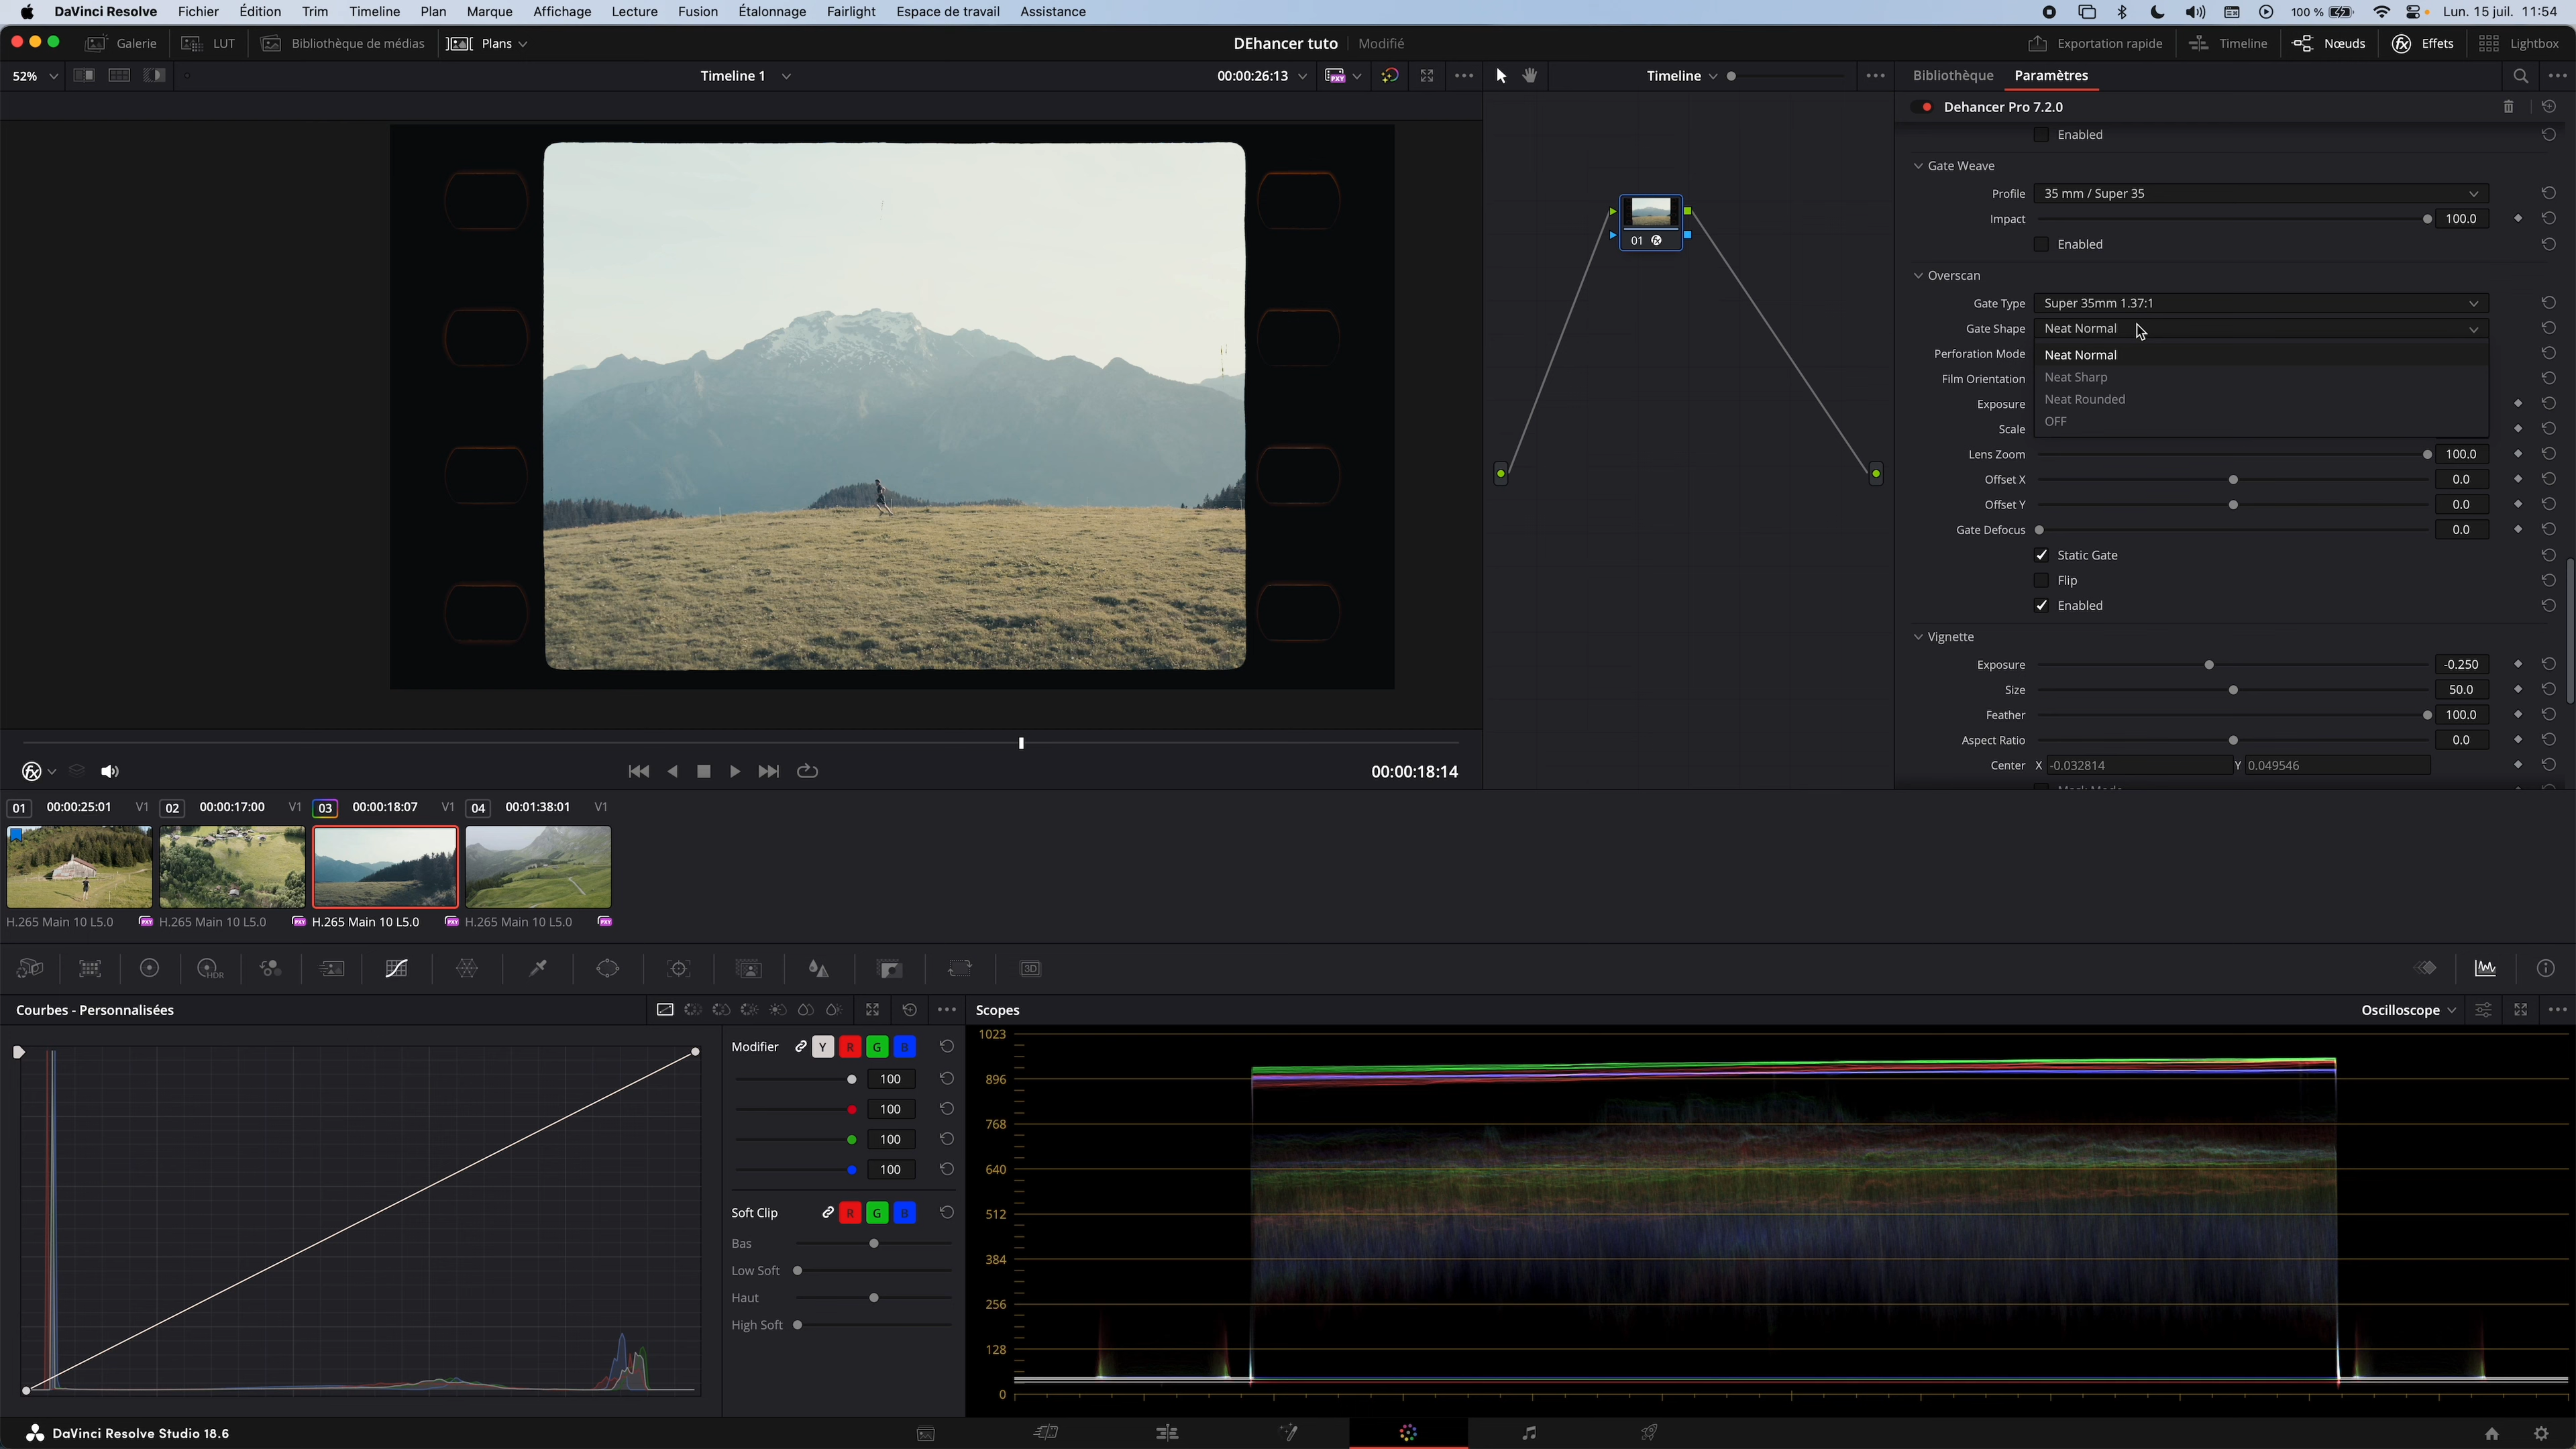 DaVinci Resolve Fichier Édition Trim Timeline Plan Marque Affichage Lecture Fusion Étalonnage Fairlight Espace de travail Assistance 100 % Lun. 15 juil. 11:54
Galerie LUT Bibliothèque de médias Plans DEhancer tuto Modifié Exportation rapide Timeline Nœuds Effets Lightbox
52% Timeline 1 00:00:26:13 Timeline Bibliothèque Paramètres
Dehancer Pro 7.2.0
Enabled
Gate Weave
Profile 35 mm / Super 35
Impact 100.0
Enabled
Overscan
Gate Type Super 35mm 1.37:1
Gate Shape Neat Normal
Perforation Mode Neat Normal
Film Orientation Neat Sharp
Exposure Neat Rounded
Scale OFF
Lens Zoom 100.0
Offset X 0.0
Offset Y 0.0
Gate Defocus 0.0
Static Gate
Flip
Enabled
Vignette
Exposure -0.250
Size 50.0
Feather 100.0
Aspect Ratio 0.0
Center X -0.032814 Y 0.049546
01
00:00:18:14
01 00:00:25:01 V1 02 00:00:17:00 V1 03 00:00:18:07 V1 04 00:01:38:01 V1
H.265 Main 10 L5.0 PXY H.265 Main 10 L5.0 PXY H.265 Main 10 L5.0 PXY H.265 Main 10 L5.0 PXY
HDR 3D
Courbes - Personnalisées Scopes Oscilloscope
Modifier Y R G B
100
100
100
100
Soft Clip R G B
Bas
Low Soft
Haut
High Soft
1023
896
768
640
512
384
256
128
0
DaVinci Resolve Studio 18.6